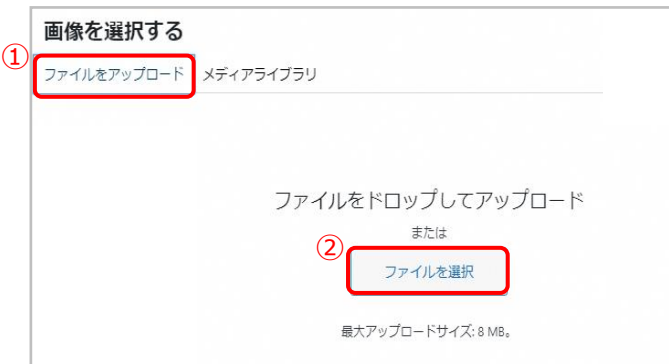 画像を選択する
①
ファイルをアップロード メディアライブラリ
ファイルをドロップしてアップロード
または
②
ファイルを選択
最大アップロードサイズ: 8 MB。